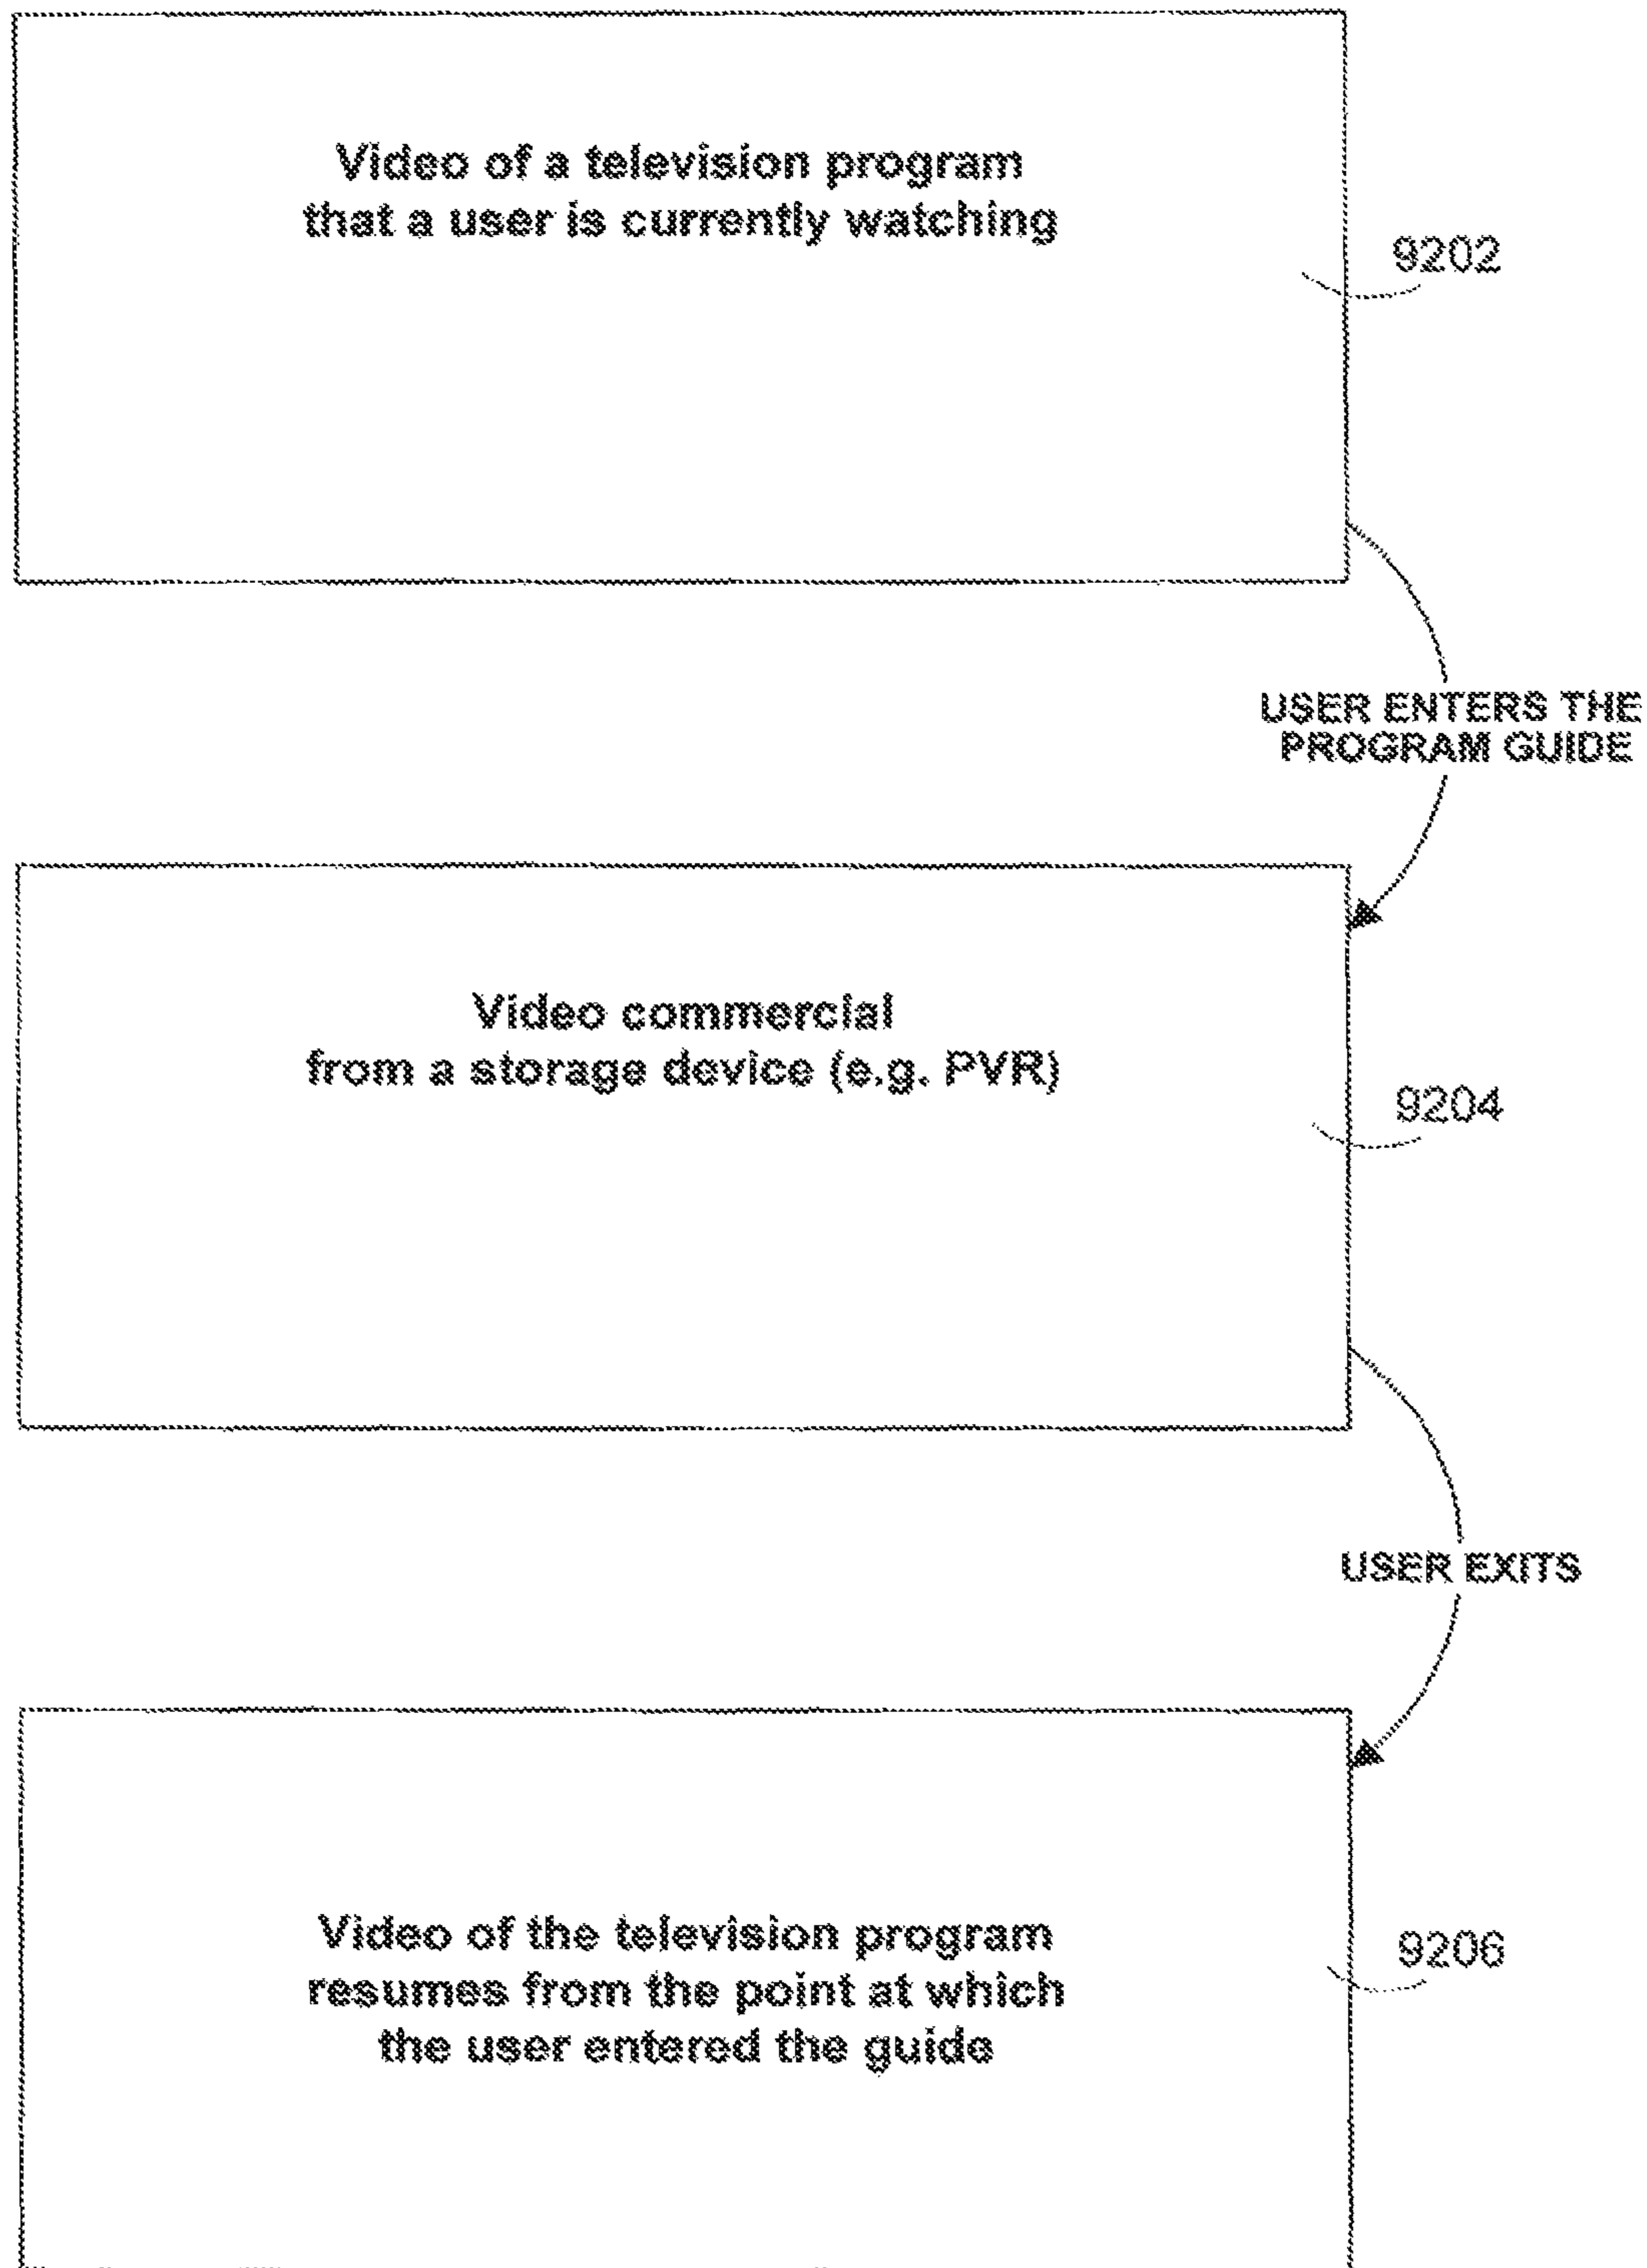 Video of a television program
that a user is currently watching
9202
USER ENTERS THE
PROGRAM GUIDE
Video commercial
from a storage device (e.g. PVR)
9204
USER EXITS
Video of the television program
resumes from the point at which
the user entered the guide
9206